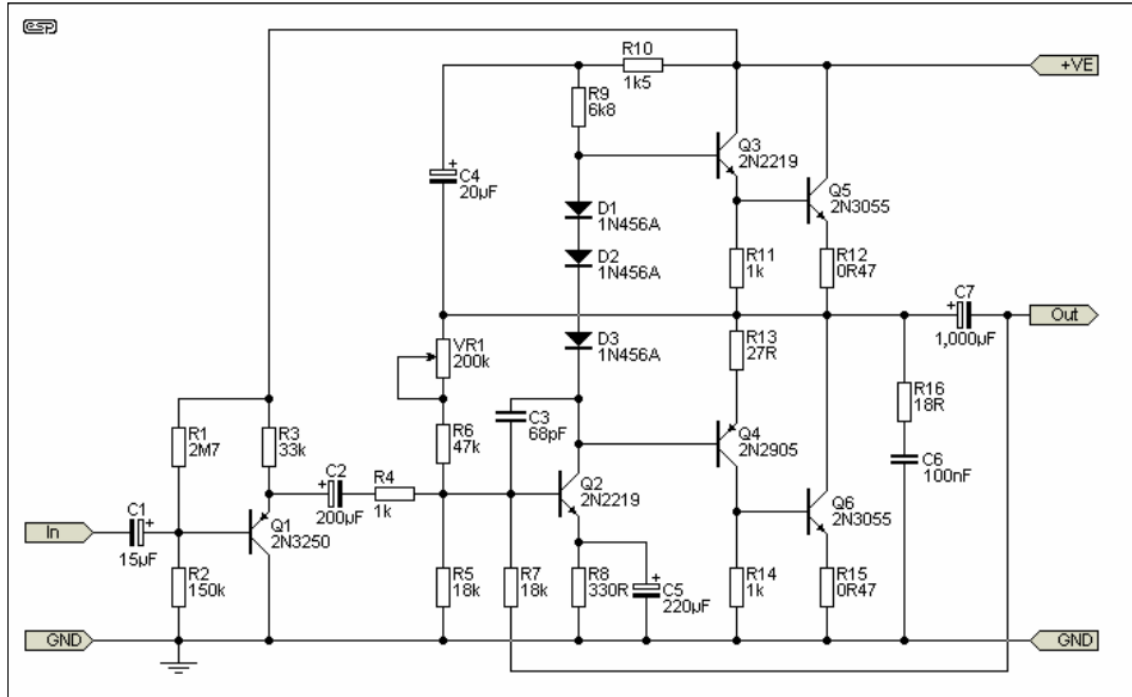 esp
R10
1k5
+VE
R9
6k8
Q3
2N2219
C4
20µF
+
D1
1N456A
Q5
2N3055
D2
1N456A
R11
1k
R12
0R47
C7
+
1,000µF
Out
VR1
200k
D3
1N456A
R13
27R
R16
18R
R1
2M7
R3
33k
R6
47k
C3
68pF
Q4
2N2905
C6
100nF
C2
+
200µF
R4
1k
Q2
2N2219
In
C1
+
15µF
Q1
2N3250
Q6
2N3055
R2
150k
R5
18k
R7
18k
R8
330R
+
C5
220µF
R14
1k
R15
0R47
GND
GND